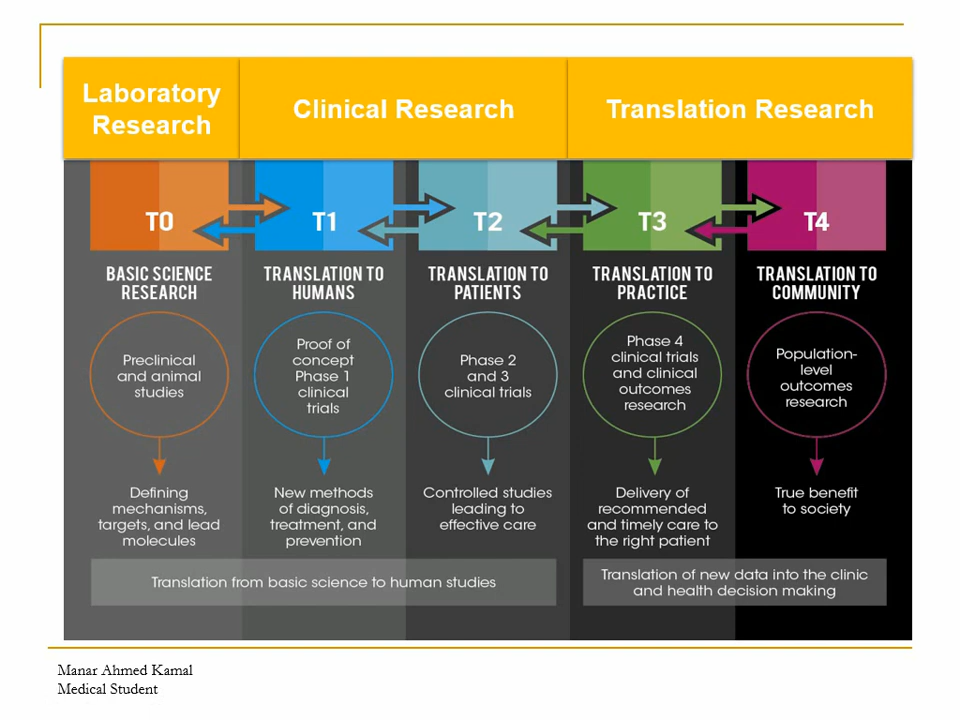 Laboratory
Research
Clinical Research
Translation Research
T0
T1
T2
T3
T4
BASIC SCIENCE
RESEARCH
TRANSLATION TO
HUMANS
TRANSLATION TO
PATIENTS
TRANSLATION TO
PRACTICE
TRANSLATION TO
COMMUNITY
Preclinical
and animal
studies
Proof of
concept
Phase 1
clinical
trials
Phase 2
and 3
clinical trials
Phase 4
clinical trials
and clinical
outcomes
research
Population-
level
outcomes
research
Defining
mechanisms,
targets, and lead
molecules
New methods
of diagnosis,
treatment, and
prevention
Controlled studies
leading to
effective care
Delivery of
recommended
and timely care to
the right patient
True benefit
to society
Translation from basic science to human studies
Translation of new data into the clinic
and health decision making
Manar Ahmed Kamal
Medical Student